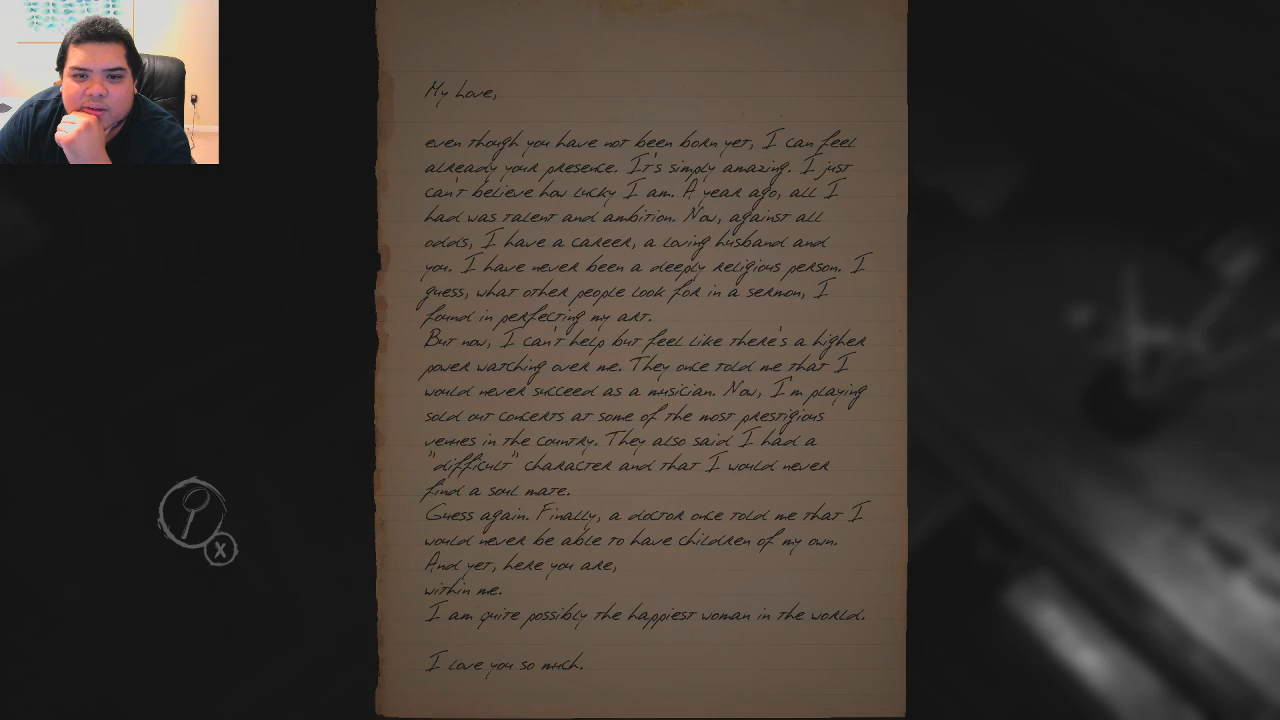 My Love,
even though you have not been born yet, I can feel
already your presence. It's simply amazing. I just
can't believe how lucky I am. A year ago, all I
had was talent and ambition. Now, against all
odds, I have a career, a loving husband and
you. I have never been a deeply religious person. I
guess, what other people look for in a sermon, I
found in perfecting my art.
But now, I can't help but feel like there's a higher
power watching over me. They once told me that I
would never succeed as a musician. Now, I'm playing
sold out concerts at some of the most prestigious
venues in the country. They also said I had a
"difficult" character and that I would never
find a soul mate.
Guess again. Finally, a doctor once told me that I
would never be able to have children of my own.
And yet, here you are,
within me.
I am quite possibly the happiest woman in the world.
I love you so much.
X